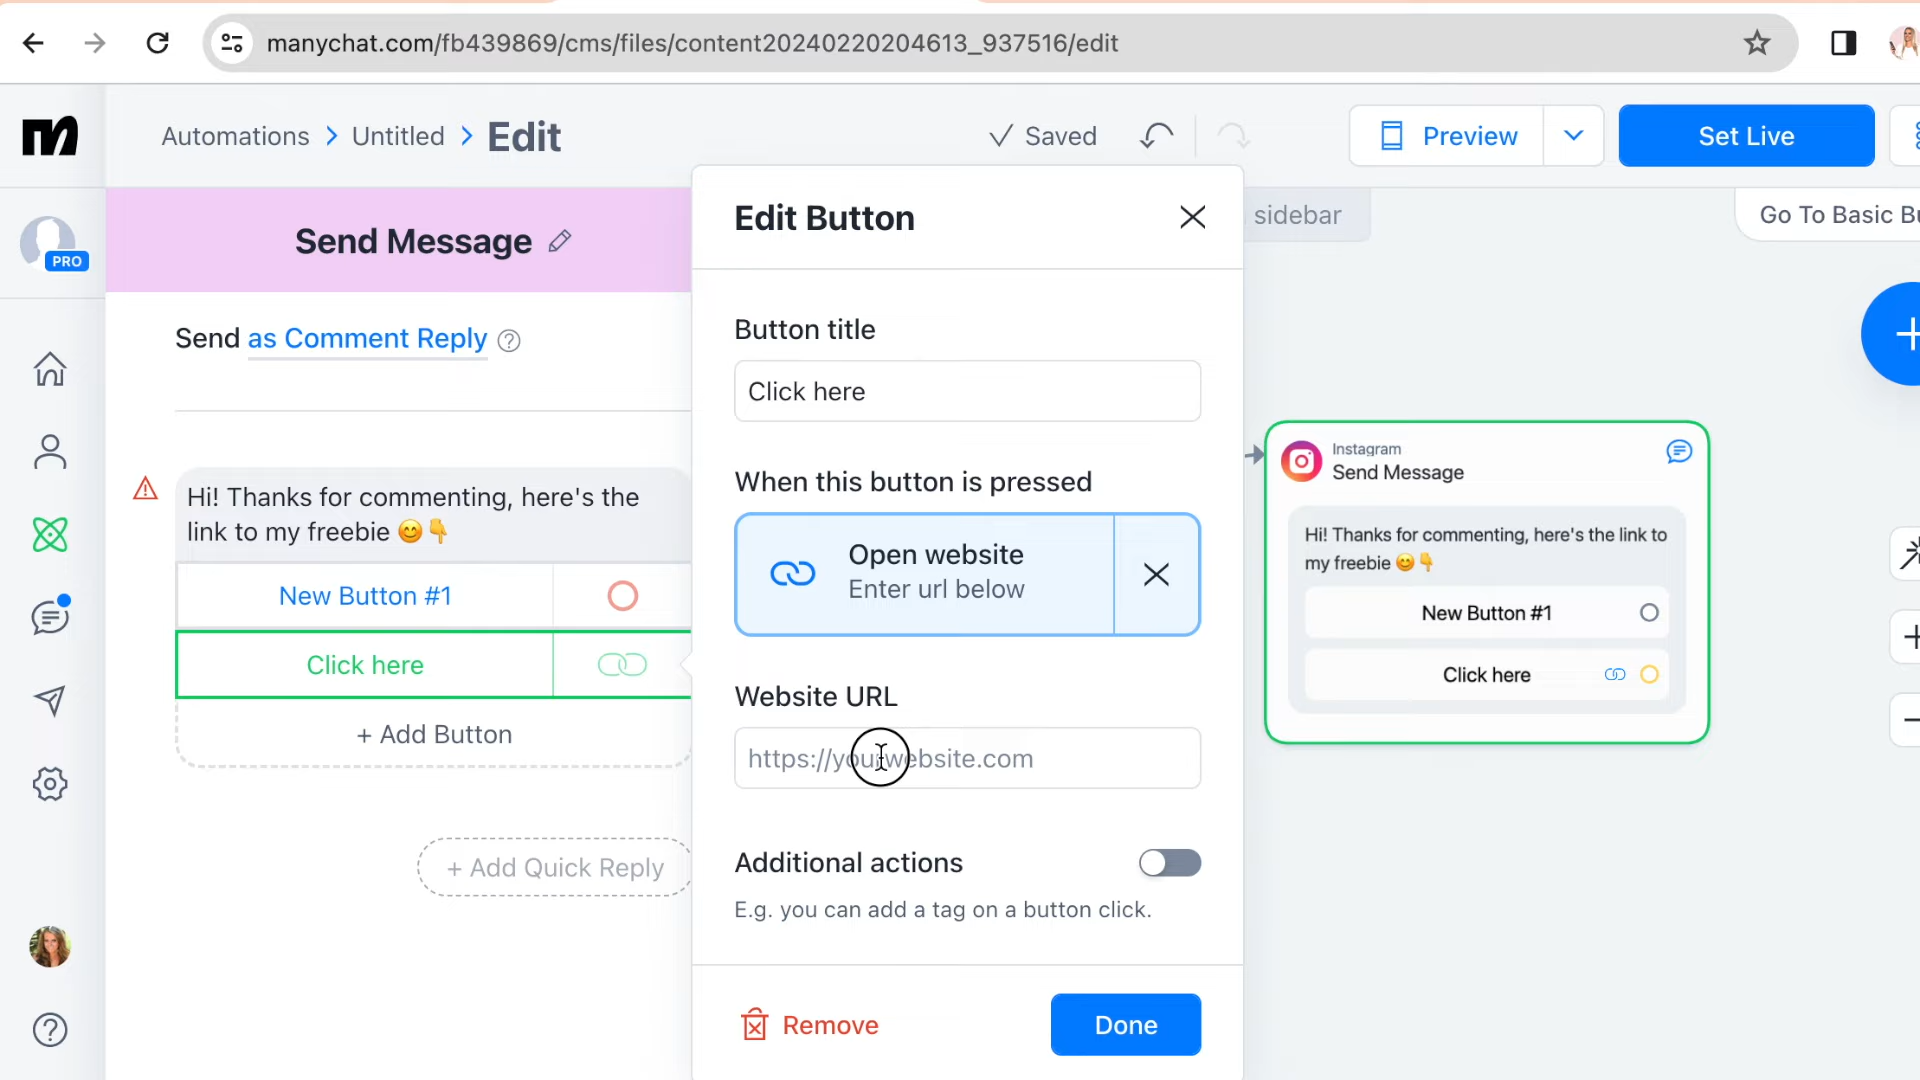 manychat.com/fb439869/cms/files/content20240220204613_937516/edit
Automations > Untitled > Edit
Saved
Preview
Set Live
PRO
Send Message
Send as Comment Reply
Hi! Thanks for commenting, here's the
link to my freebie 😊👇
New Button #1
Click here
+ Add Button
+ Add Quick Reply
Edit Button
Button title
Click here
When this button is pressed
Open website
Enter url below
Website URL
https://yourwebsite.com
Additional actions
E.g. you can add a tag on a button click.
Remove
Done
sidebar
Go To Basic Bu
Instagram
Send Message
Hi! Thanks for commenting, here's the link to
my freebie 😊👇
New Button #1
Click here